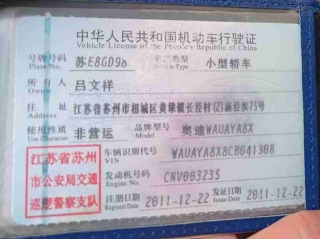 中华人民共和国机动车行驶证
Vehicle License of the People's Republic of China
号牌号码 苏E8GD98 车辆类型 小型轿车
Plate No. Vehicle Type
所有人 吕文祥
Owner
住址 江苏省苏州市相城区黄埭镇长泾村(2)新泾浜15号
Address
使用性质 非营运 品牌型号 奥迪WAUAYA8X
Use Character Model
江苏省苏州
市公安局交通
巡逻警察支队
车辆识别代号 WAUAYA8X8CB041308
VIN
发动机号码 CNV003235
Engine No.
注册日期 2011-12-22 发证日期 2011-12-22
Register Date Issue Date